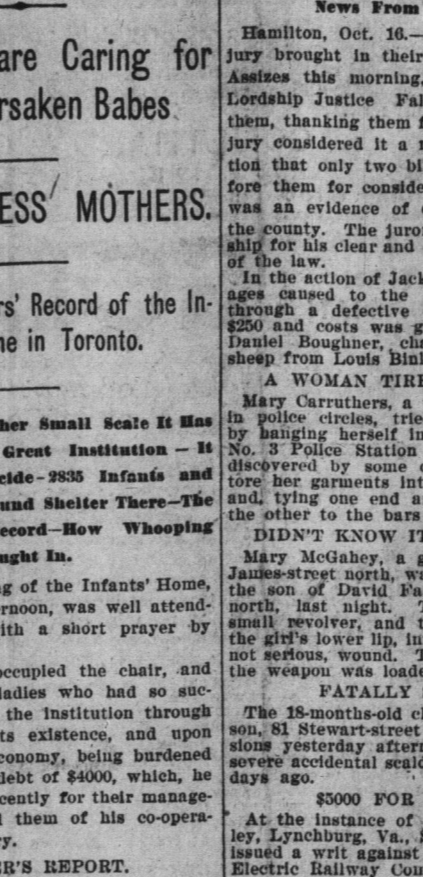 are Caring for
rsaken Babes
ESS' MOTHERS.
rs' Record of the In-
ne in Toronto.
her Small Scale It Has
Great Institution — It
cide—2835 Infants and
und Shelter There—The
ecord—How Whooping
ught In.
g of the Infants' Home,
ernoon, was well attend-
ith a short prayer by
occupied the chair, and
ladies who had so suc-
the institution through
ts existence, and upon
conomy, being burdened
debt of $4000, which, he
cently for their manage-
d them of his co-opera-
y.
R'S REPORT.
News From
Hamilton, Oct. 16.—
jury brought in their
Assizes this morning,
Lordship Justice Fal
them, thanking them f
jury considered it a m
tion that only two bi
fore them for conside
was an evidence of
the county. The juro
ship for his clear and
of the law.
In the action of Jack
ages caused to the
through a defective
$250 and costs was g
Daniel Boughner, cha
sheep from Louis Binl
A WOMAN TIRE
Mary Carruthers, a
in police circles, trie
by hanging herself in
No. 3 Police Station
discovered by some
tore her garments int
and, tying one end a
the other to the bars
DIDN'T KNOW IT
Mary McGahey, a g
James-street north, wa
the son of David Fa
north, last night. T
small revolver, and t
the girl's lower lip, in
not serious, wound. T
the weapon was loade
FATALLY
The 18-months-old c
son, 81 Stewart-street
sions yesterday aftern
severe accidental scald
days ago.
$5000 FOR
At the instance of
ley, Lynchburg, Va.,
issued a writ against
Electric Railway Com